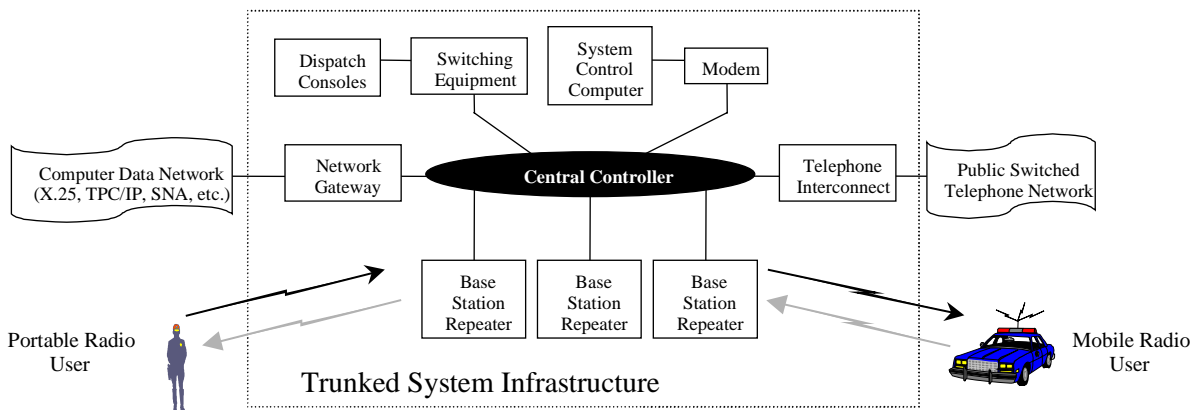 Dispatch
Consoles
Switching
Equipment
System
Control
Computer
Modem
Computer Data Network
(X.25, TPC/IP, SNA, etc.)
Network
Gateway
Central Controller
Telephone
Interconnect
Public Switched
Telephone Network
Base
Station
Repeater
Base
Station
Repeater
Base
Station
Repeater
Portable Radio
User
Mobile Radio
User
Trunked System Infrastructure